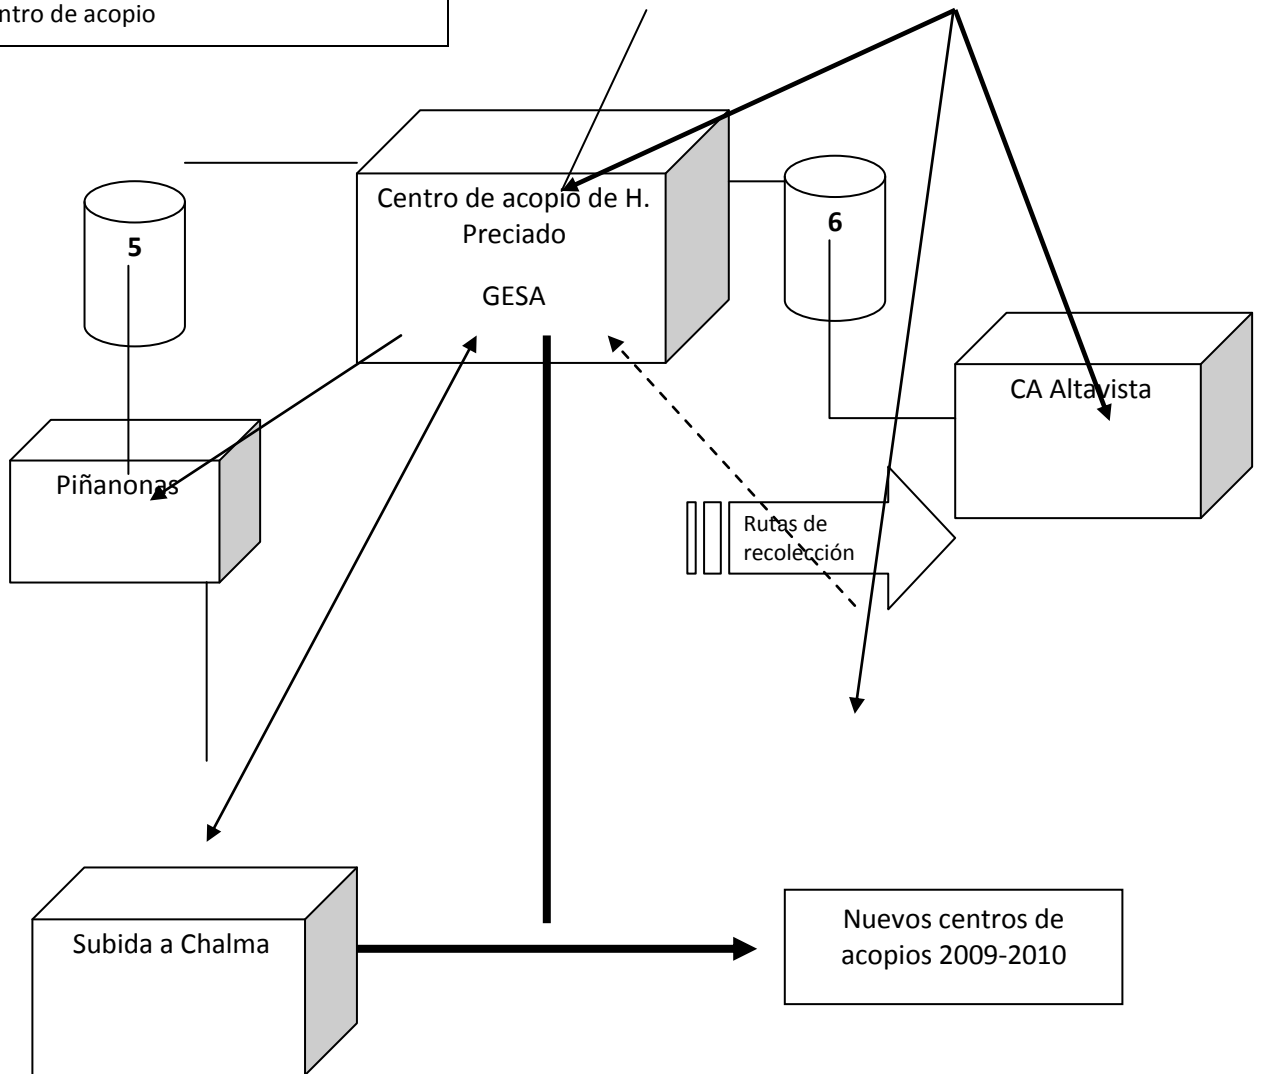 ntro de acopio
Centro de acopio de H.
Preciado
GESA
5
6
CA Altavista
Piñanonas
Rutas de
recolección
Subida a Chalma
Nuevos centros de
acopios 2009-2010